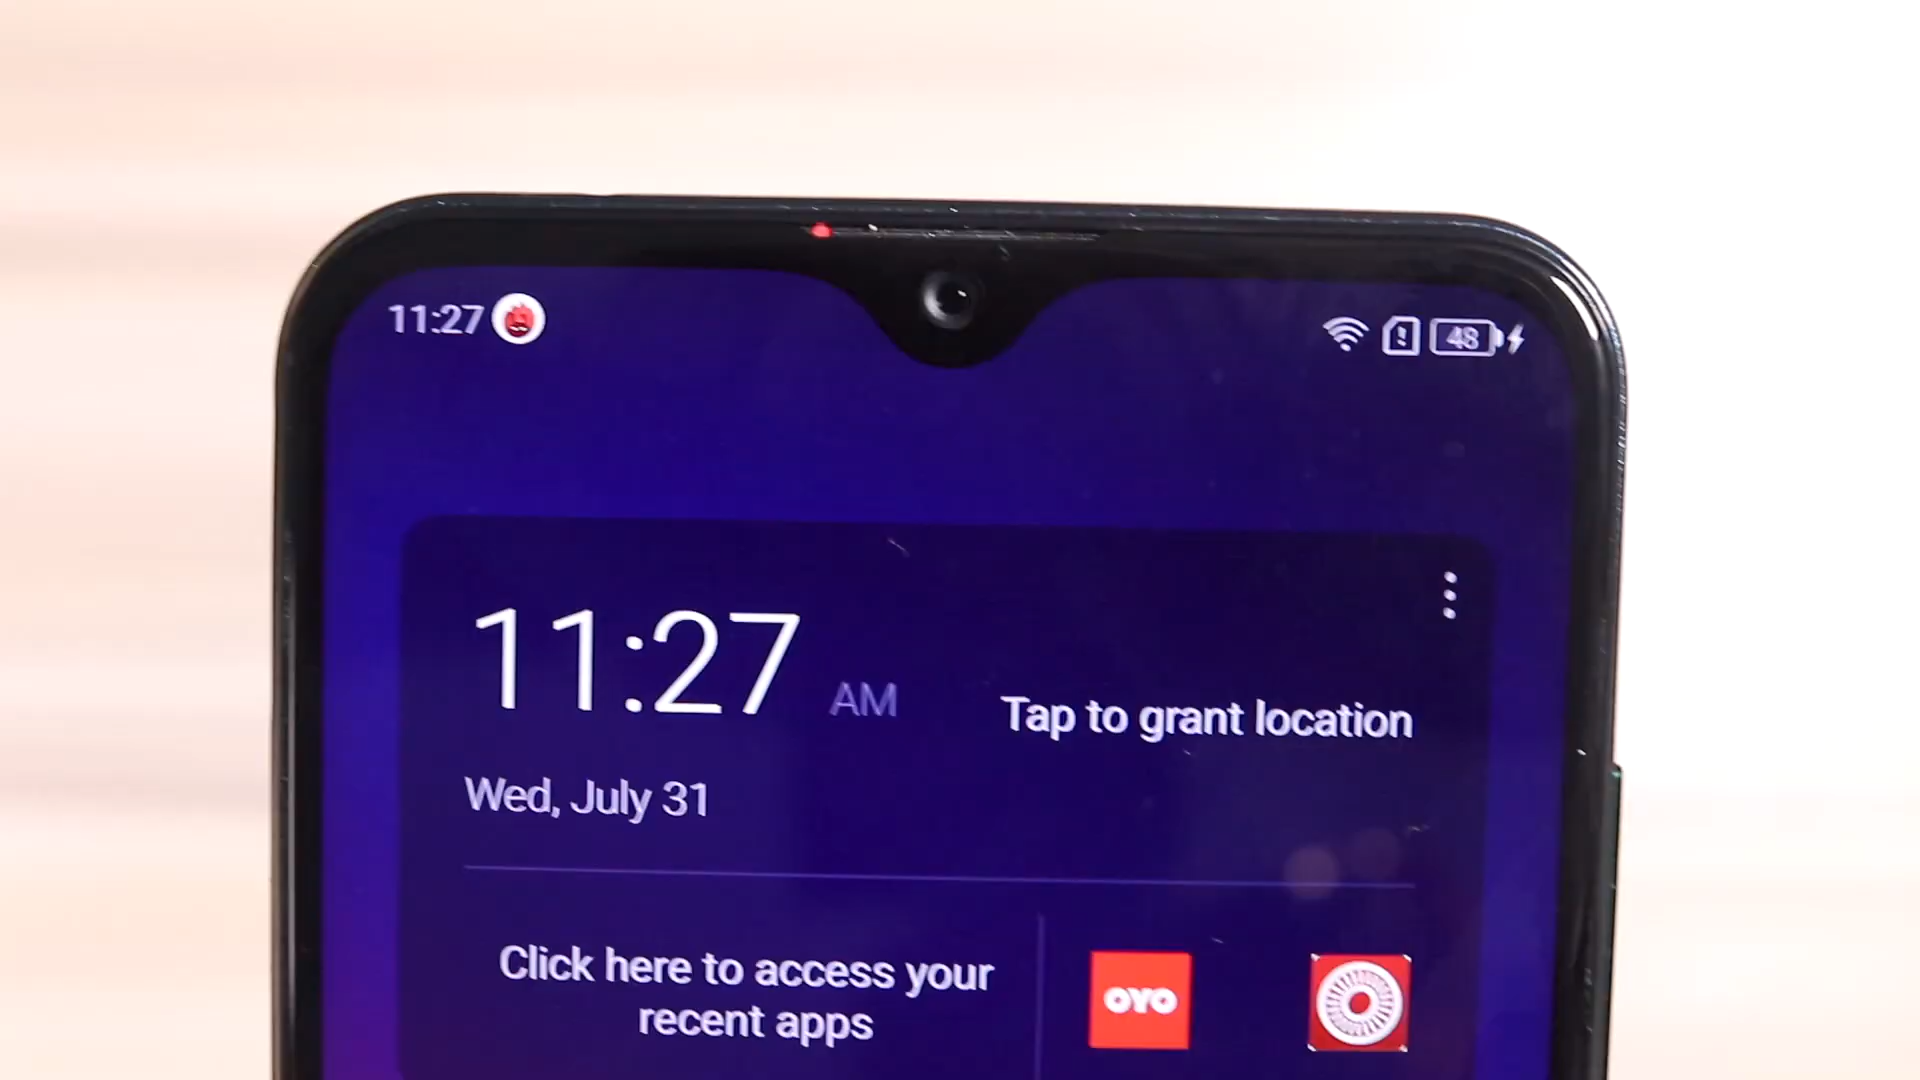 11:27
48
11:27 AM
Tap to grant location
Wed, July 31
Click here to access your
recent apps
OYO